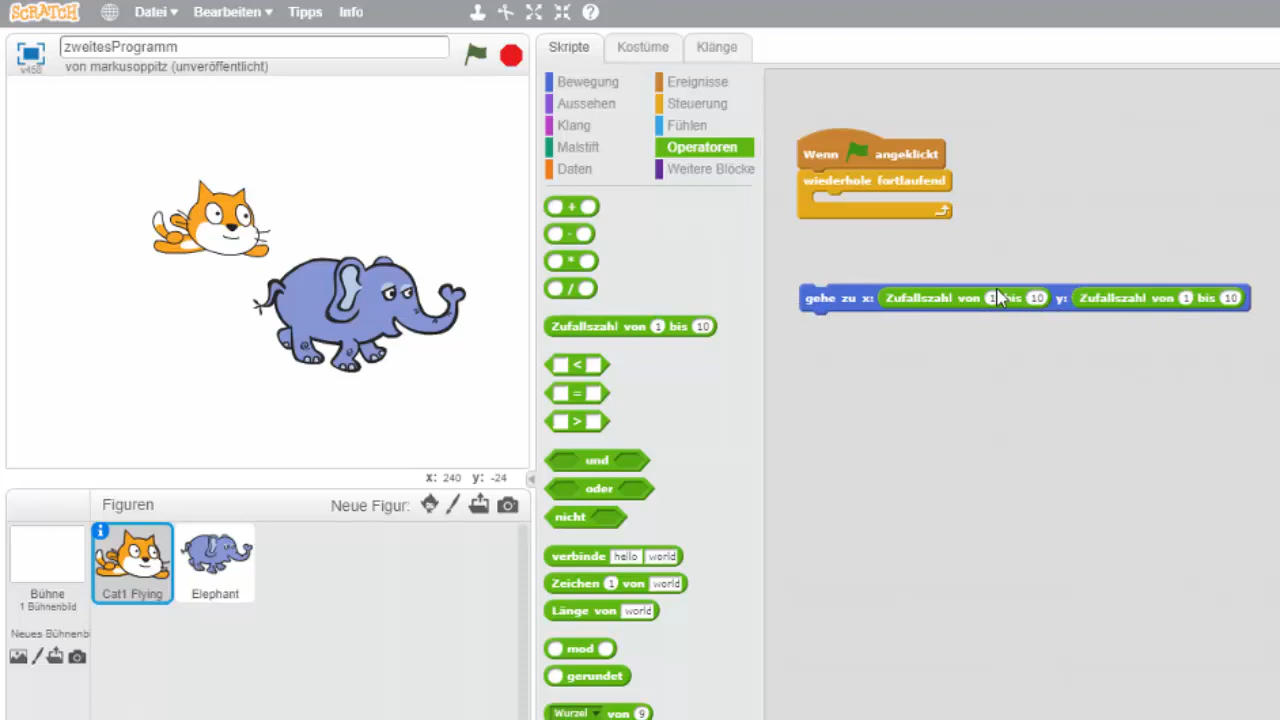 SCRATCH Datei Bearbeiten Tipps Info
v456
zweitesProgramm
von markusoppitz (unveröffentlicht)
Skripte Kostüme Klänge
Bewegung Ereignisse
Aussehen Steuerung
Klang Fühlen
Malstift Operatoren
Daten Weitere Blöcke
+
-
*
/
Zufallszahl von 1 bis 10
<
=
>
und
oder
nicht
verbinde hello world
Zeichen 1 von world
Länge von world
mod
gerundet
Wurzel von 9
Wenn angeklickt
wiederhole fortlaufend
gehe zu x: Zufallszahl von 1 bis 10 y: Zufallszahl von 1 bis 10
x: 240 y: -24
Figuren Neue Figur:
Bühne
1 Bühnenbild
Neues Bühnenb
i
Cat1 Flying
Elephant